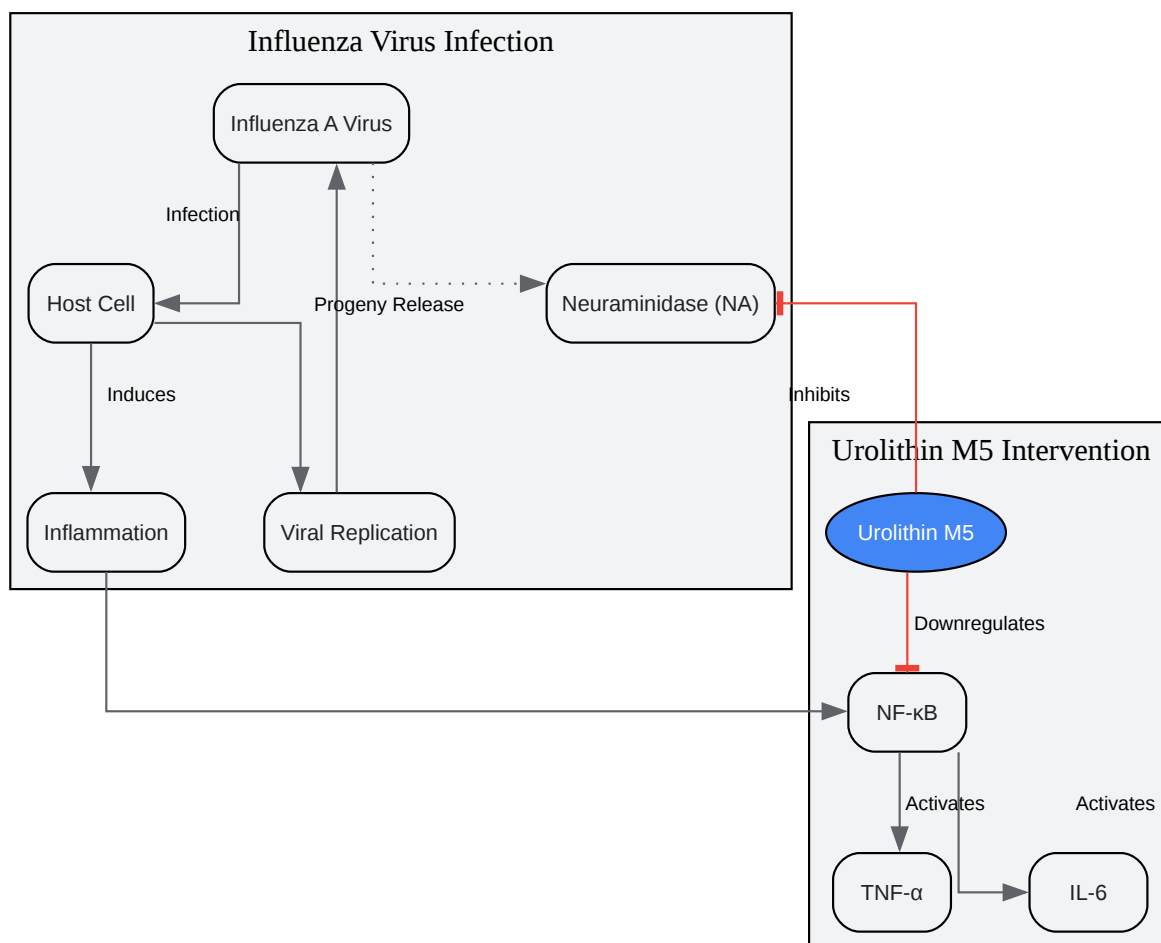 Influenza Virus Infection
Influenza A Virus
Infection
Host Cell
Progeny Release
Neuraminidase (NA)
Induces
Inhibits
Inflammation
Viral Replication
Urolithin M5 Intervention
Urolithin M5
Downregulates
NF-κB
Activates
Activates
TNF-α
IL-6